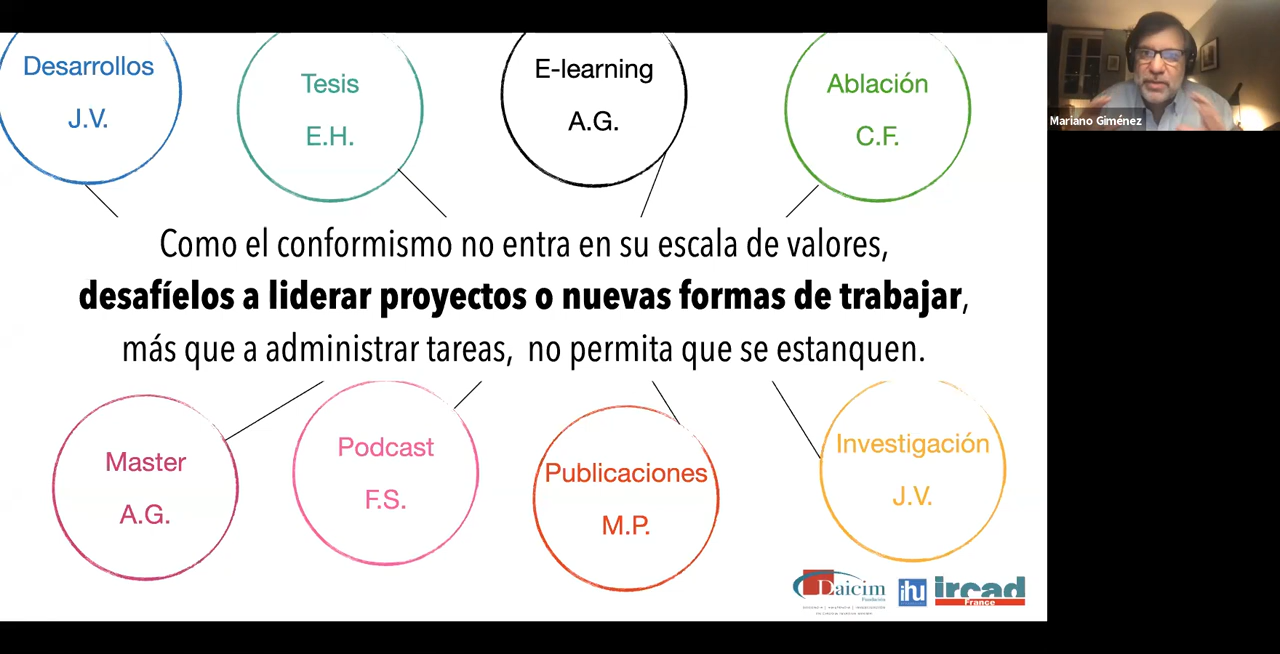 Desarrollos
J.V.
Tesis
E.H.
E-learning
A.G.
Ablación
C.F.
Mariano Giménez
Como el conformismo no entra en su escala de valores,
desafíelos a liderar proyectos o nuevas formas de trabajar,
más que a administrar tareas,  no permita que se estanquen.
Master
A.G.
Podcast
F.S.
Publicaciones
M.P.
Investigación
J.V.
Daicim
Fundación
ihu
ircad
France